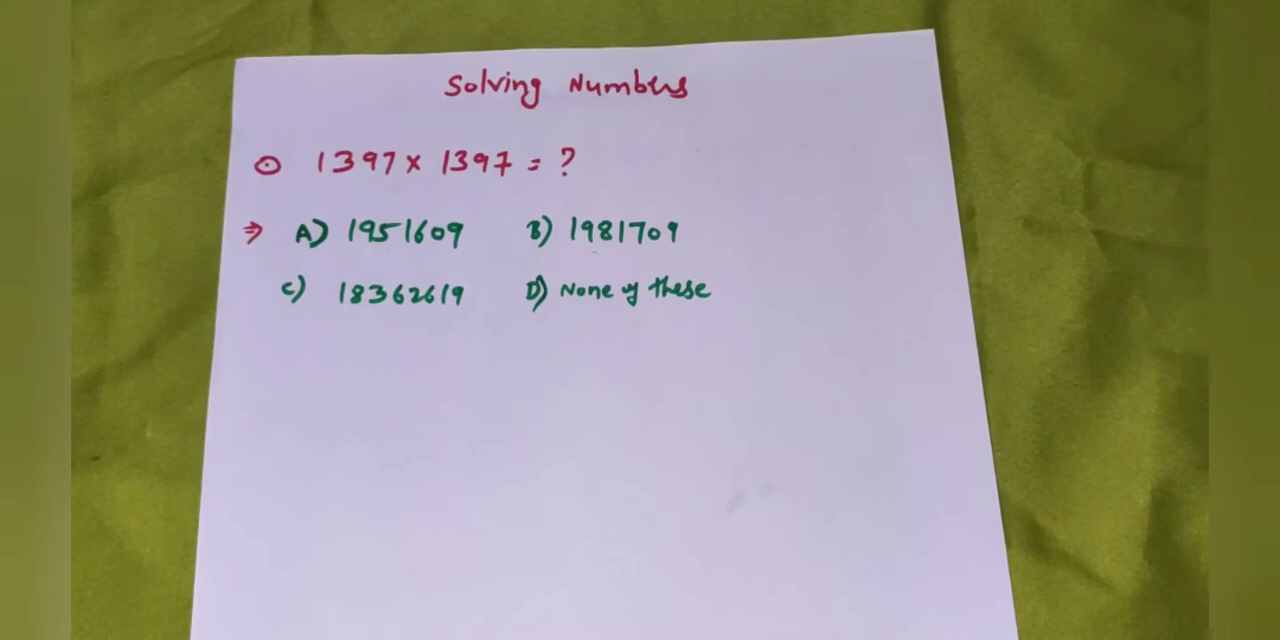 Solving Numbers
⊙ 1397 x 1397 = ?
⇒ A) 1951609 B) 1981709
C) 18362619 D) None of these